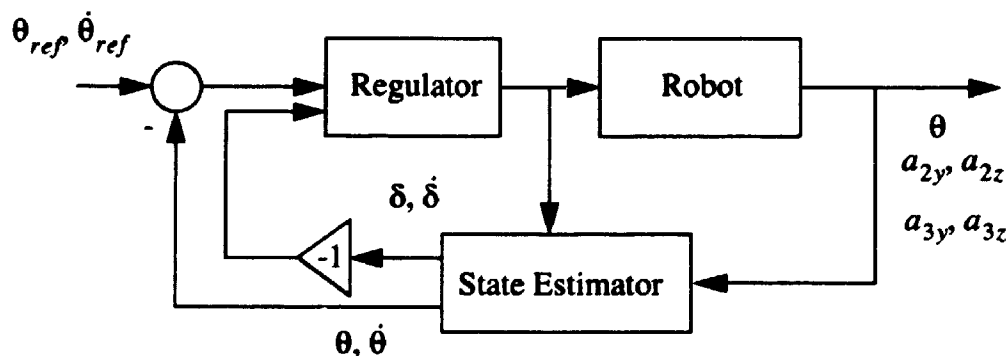 θref, θ̇ref
Regulator
Robot
-
θ
a2y, a2z
a3y, a3z
δ, δ̇
-1
State Estimator
θ, θ̇